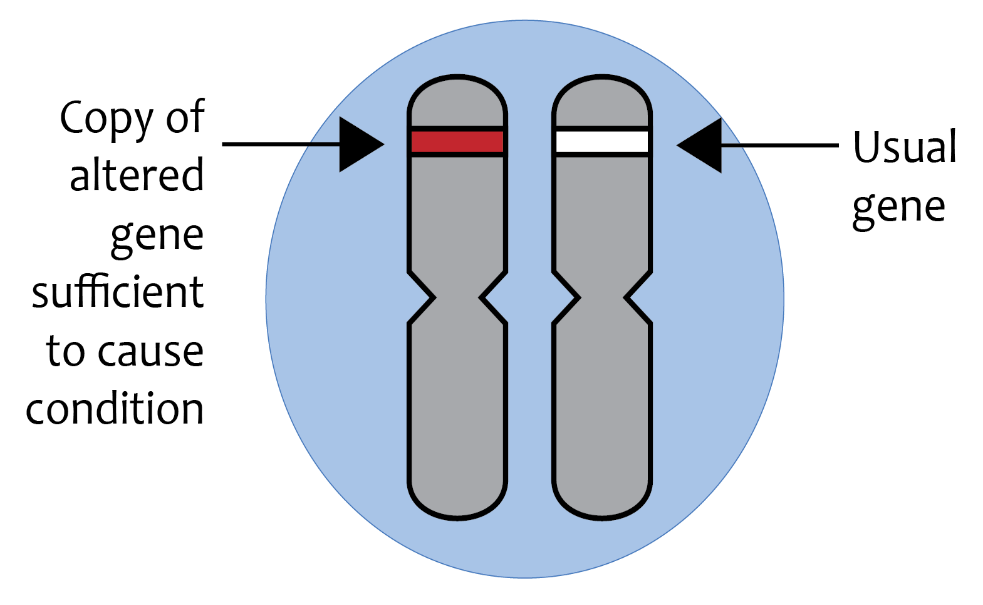 Copy of
altered
gene
sufficient
to cause
condition
Usual
gene